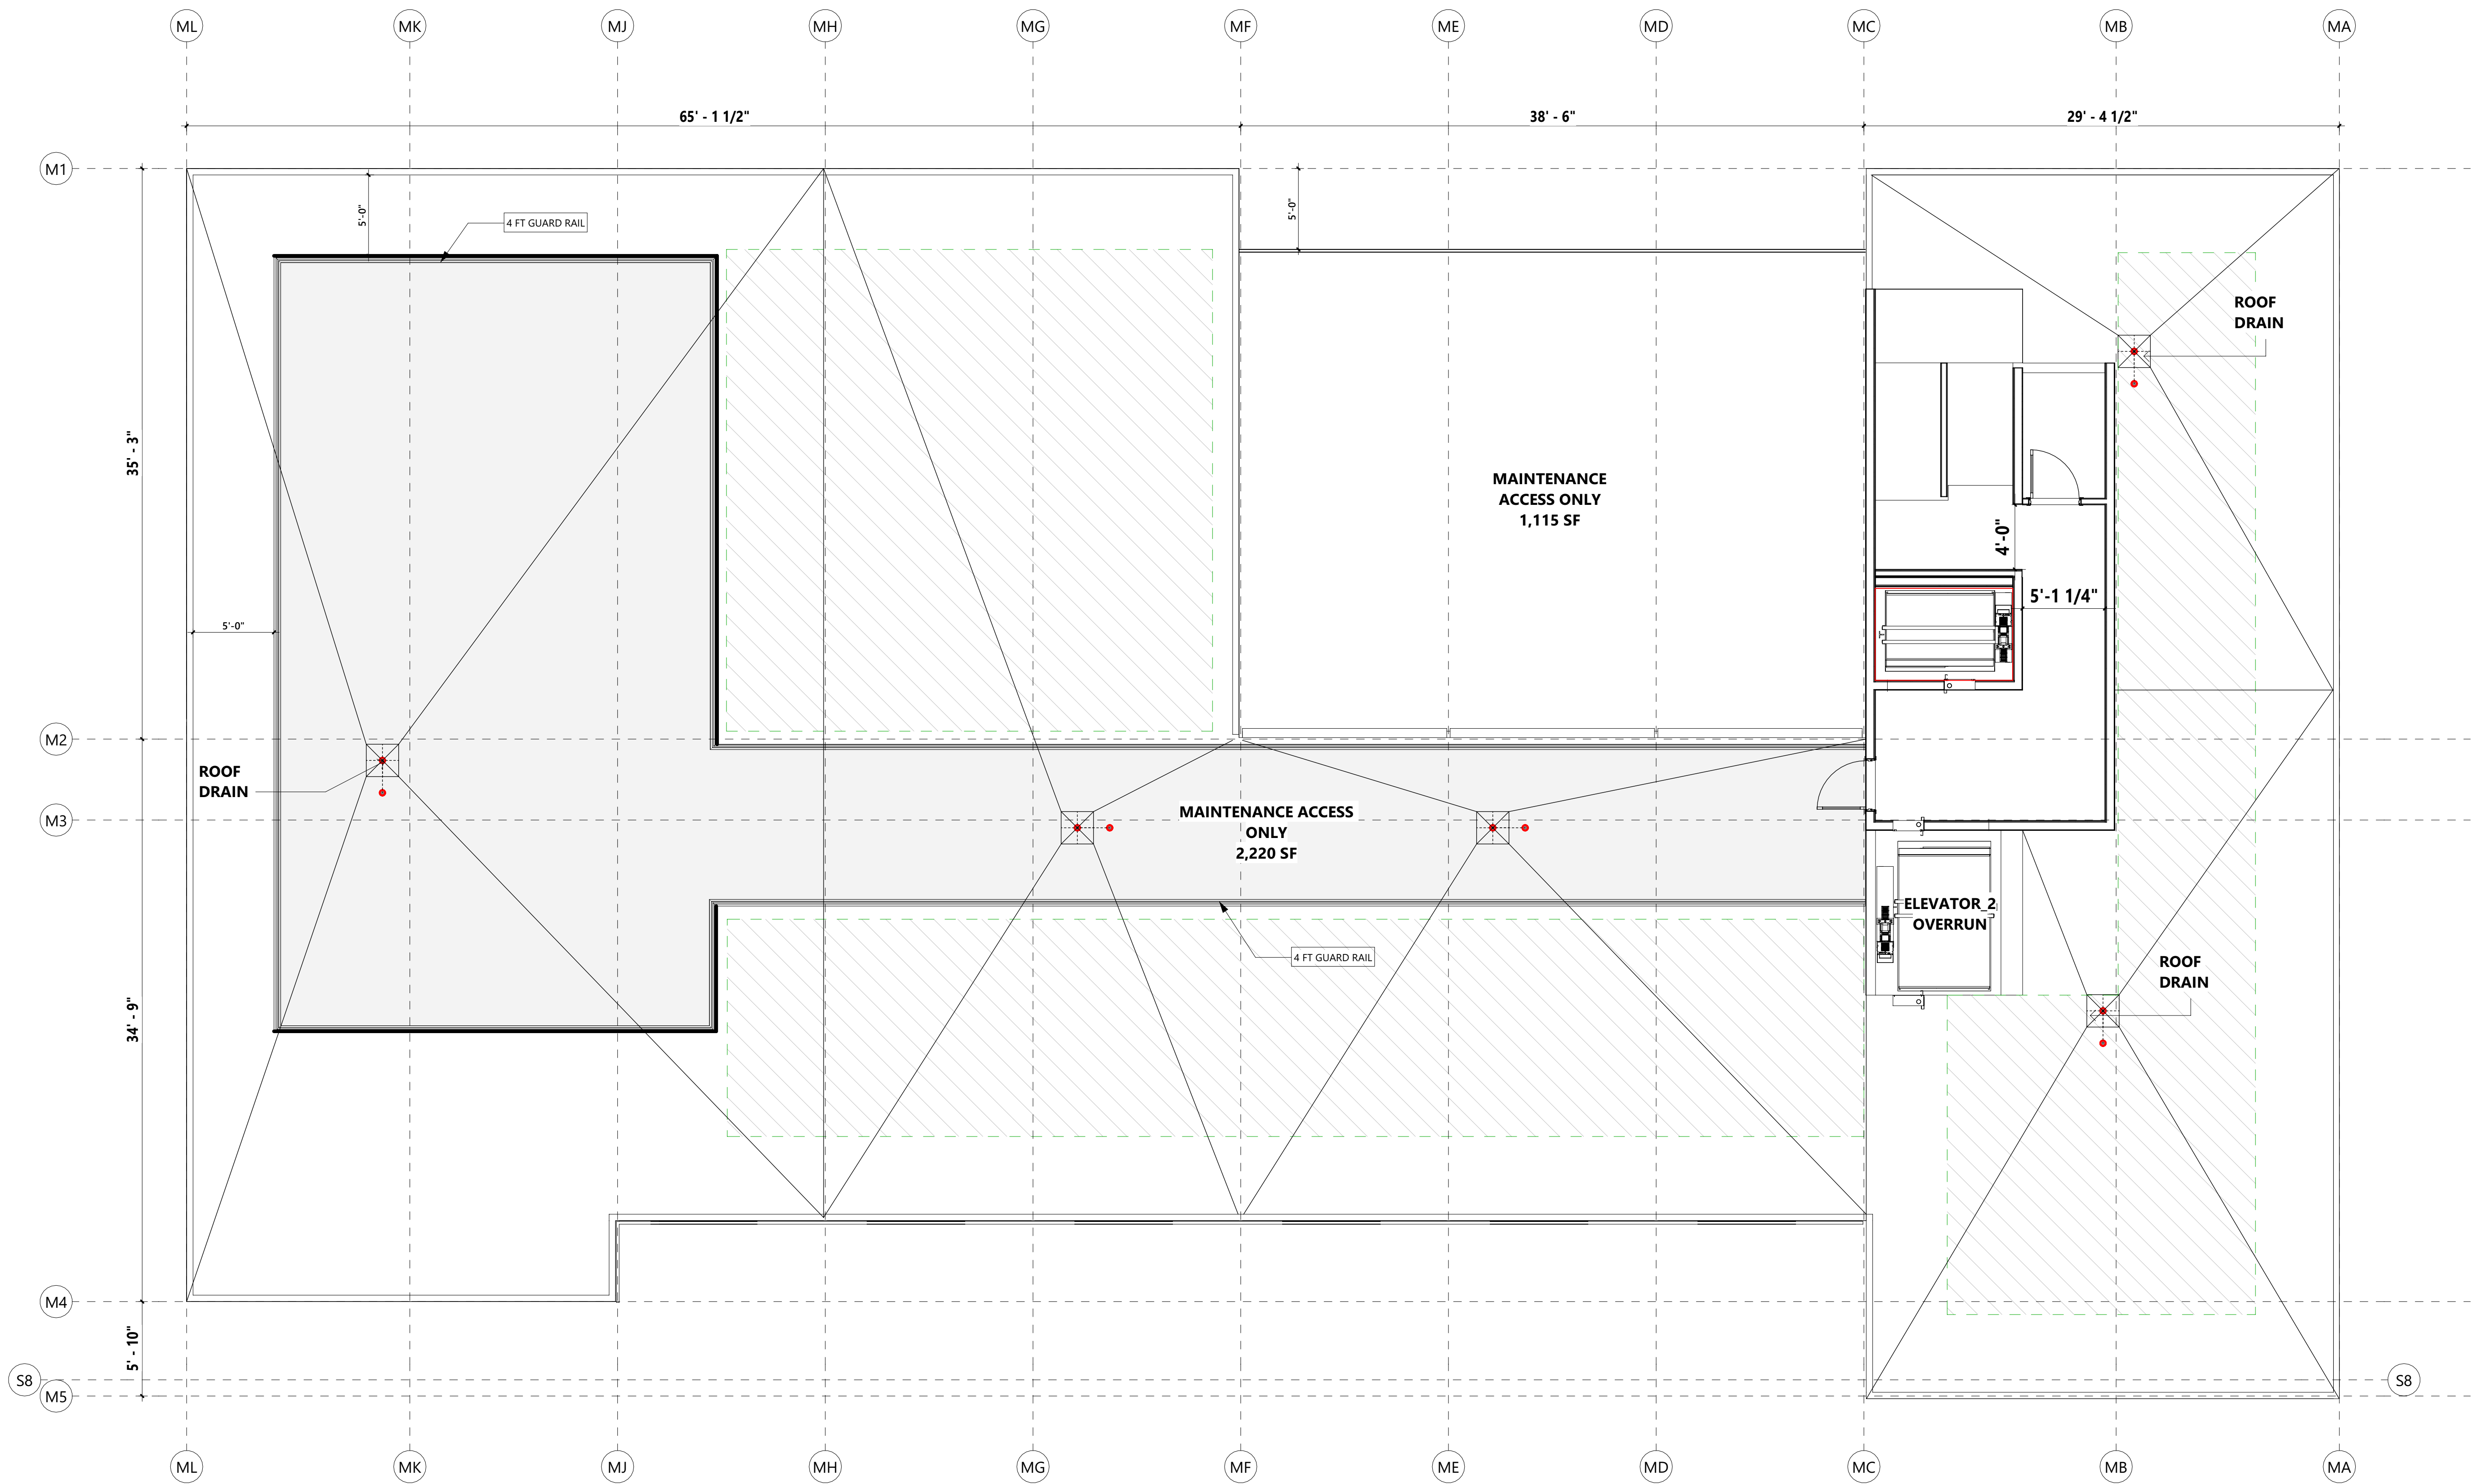 ML MK MJ MH MG MF ME MD MC MB MA
65' - 1 1/2" 38' - 6" 29' - 4 1/2"
M1
5'-0"
5'-0"
4 FT GUARD RAIL
ROOF
DRAIN
35' - 3"
MAINTENANCE
ACCESS ONLY
1,115 SF
4'-0"
5'-1 1/4"
5'-0"
M2
ROOF
DRAIN
M3
MAINTENANCE ACCESS
ONLY
2,220 SF
ELEVATOR_2
OVERRUN
4 FT GUARD RAIL
ROOF
DRAIN
34' - 9"
M4
5' - 10"
S8 S8
M5
ML MK MJ MH MG MF ME MD MC MB MA